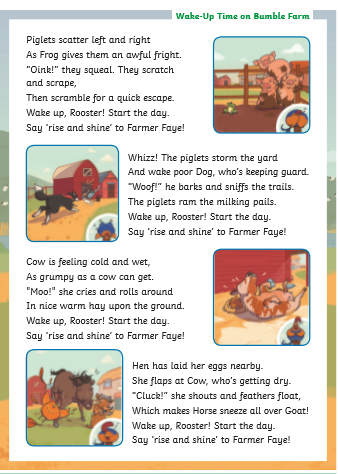 Wake-Up Time on Bumble Farm
Piglets scatter left and right
As Frog gives them an awful fright.
“Oink!” they squeal. They scratch
and scrape,
Then scramble for a quick escape.
Wake up, Rooster! Start the day.
Say ‘rise and shine’ to Farmer Faye!
Whizz! The piglets storm the yard
And wake poor Dog, who’s keeping guard.
“Woof!” he barks and sniffs the trails.
The piglets ram the milking pails.
Wake up, Rooster! Start the day.
Say ‘rise and shine’ to Farmer Faye!
Cow is feeling cold and wet,
As grumpy as a cow can get.
“Moo!” she cries and rolls around
In nice warm hay upon the ground.
Wake up, Rooster! Start the day.
Say ‘rise and shine’ to Farmer Faye!
Hen has laid her eggs nearby.
She flaps at Cow, who’s getting dry.
“Cluck!” she shouts and feathers float,
Which makes Horse sneeze all over Goat!
Wake up, Rooster! Start the day.
Say ‘rise and shine’ to Farmer Faye!